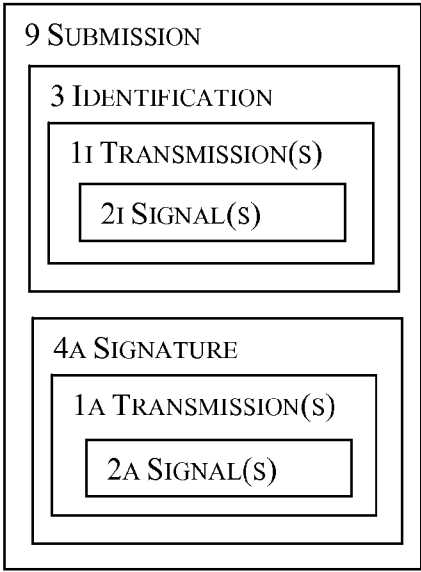 9 SUBMISSION
3 IDENTIFICATION
1I TRANSMISSION(S)
2I SIGNAL(S)
4A SIGNATURE
1A TRANSMISSION(S)
2A SIGNAL(S)